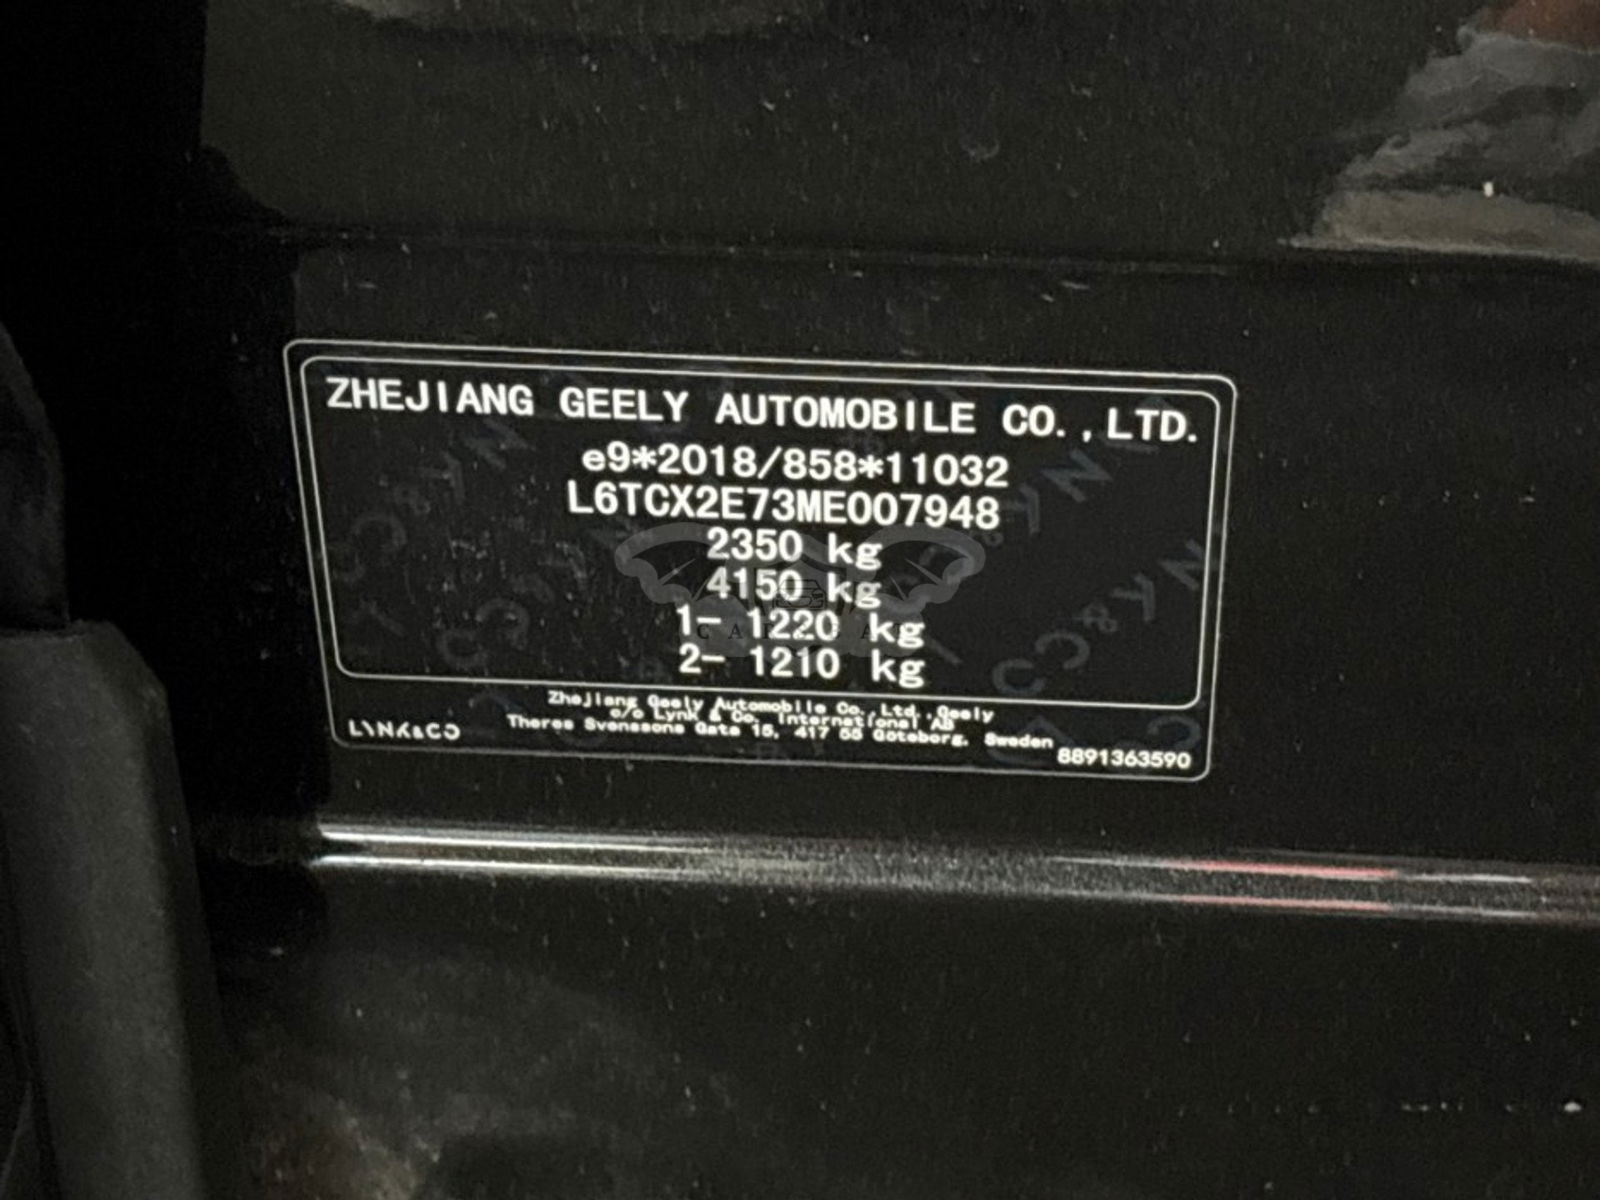 ZHEJIANG GEELY AUTOMOBILE CO.,LTD.
e9*2018/858*11032
L6TCX2E73ME007948
2350 kg
4150 kg
1- 1220 kg
2- 1210 kg
Zhejiang Geely Automobile Co.,Ltd.,Geely
c/o Lynk & Co. International AB
Theres Svenssons Gata 15, 417 55 Göteborg, Sweden
LYNK&CO
8891363590